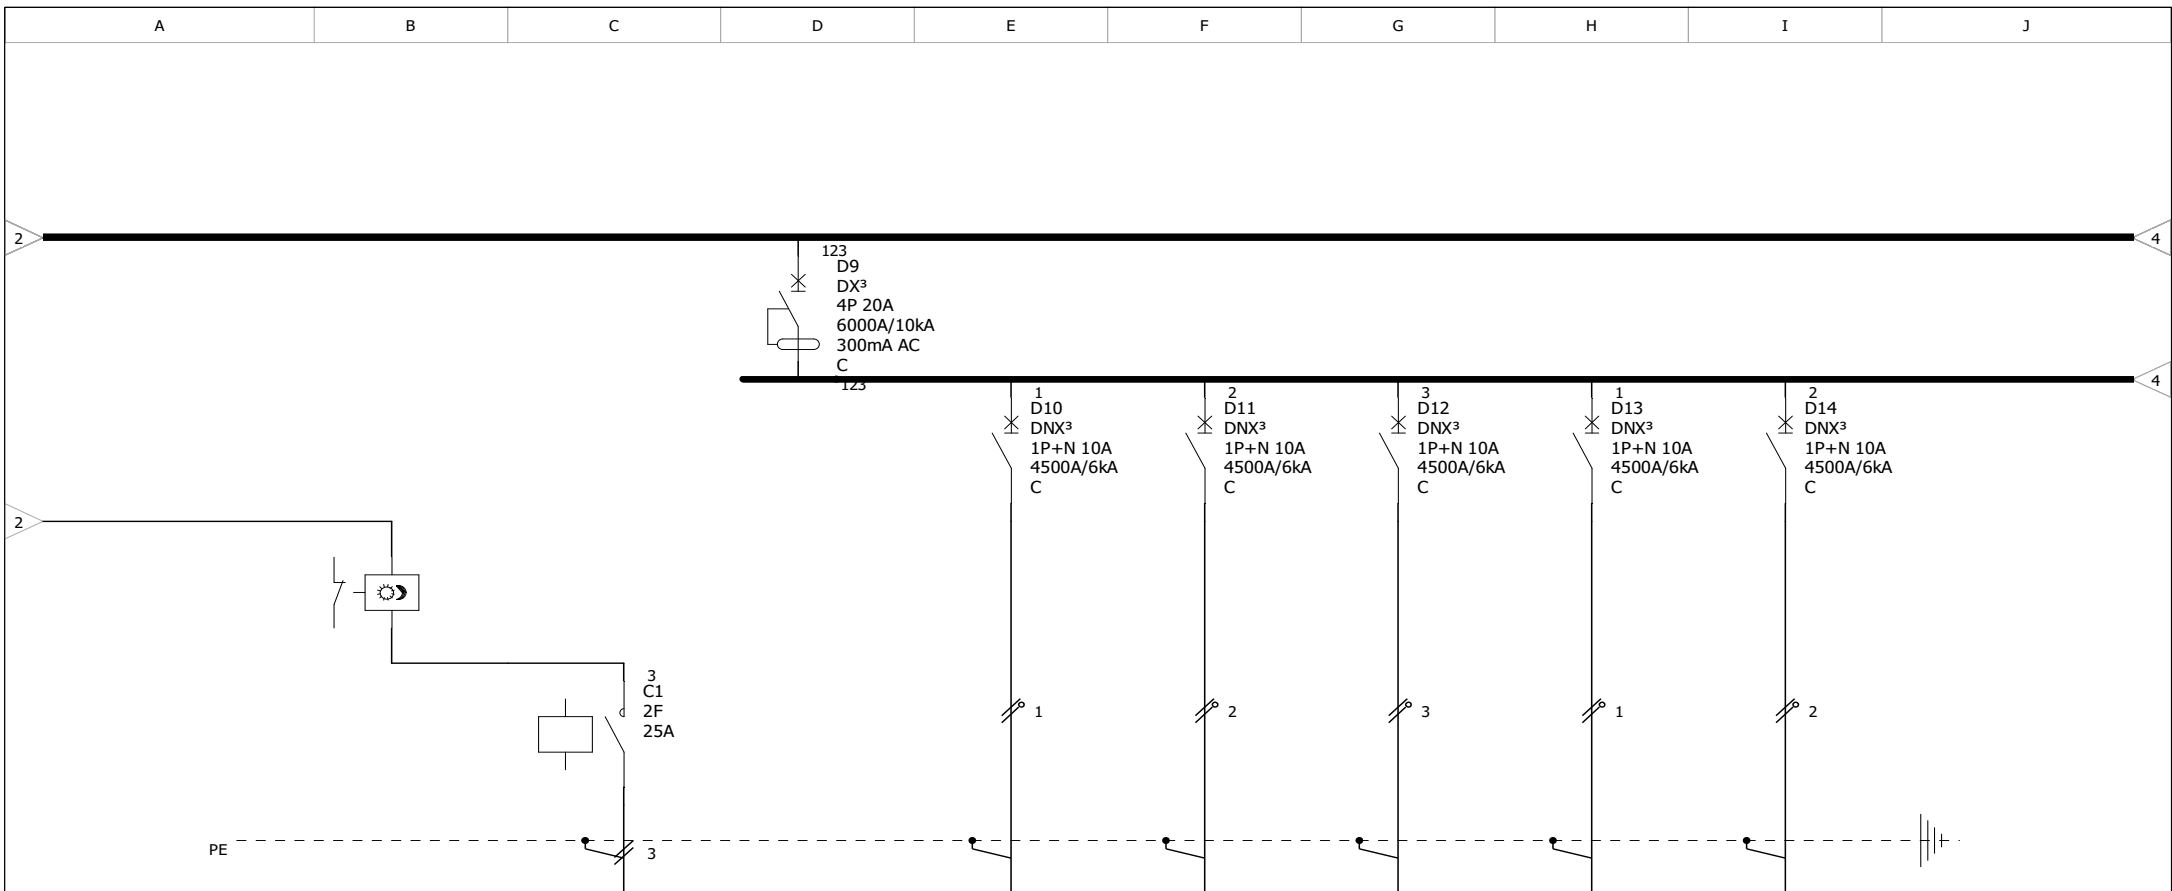 A B C D E F G H I J
2 4
123
D9
DX³
4P 20A
6000A/10kA
300mA AC
C
123
4
1
D10
DNX³
1P+N 10A
4500A/6kA
C
2
D11
DNX³
1P+N 10A
4500A/6kA
C
3
D12
DNX³
1P+N 10A
4500A/6kA
C
1
D13
DNX³
1P+N 10A
4500A/6kA
C
2
D14
DNX³
1P+N 10A
4500A/6kA
C
2
3
C1
2F
25A
1 2 3 1 2
PE
3